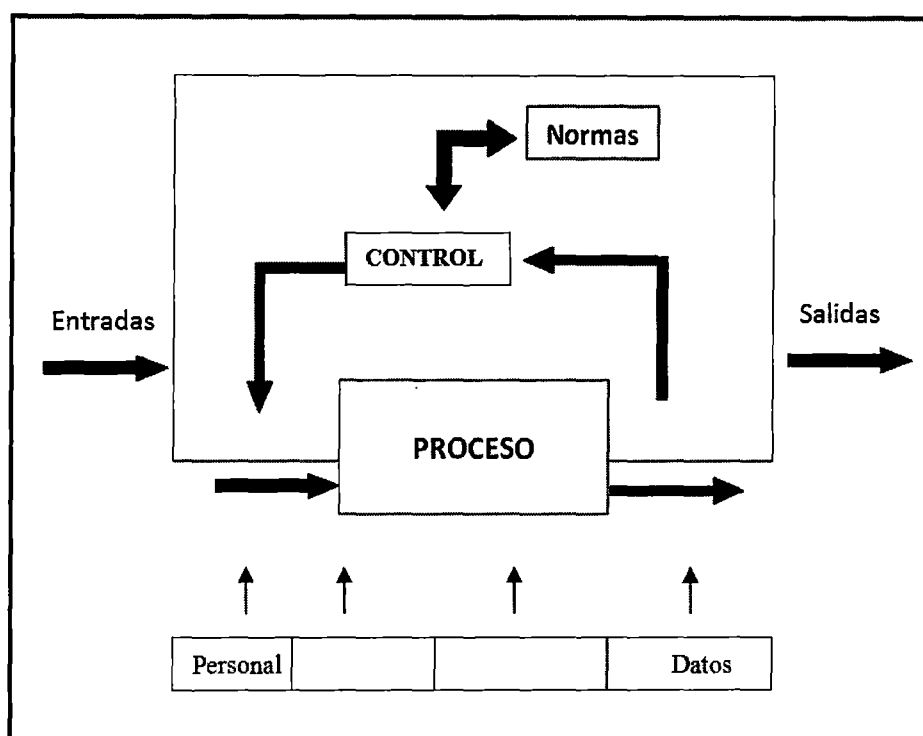 Normas
CONTROL
Entradas
Salidas
PROCESO
Personal
Datos